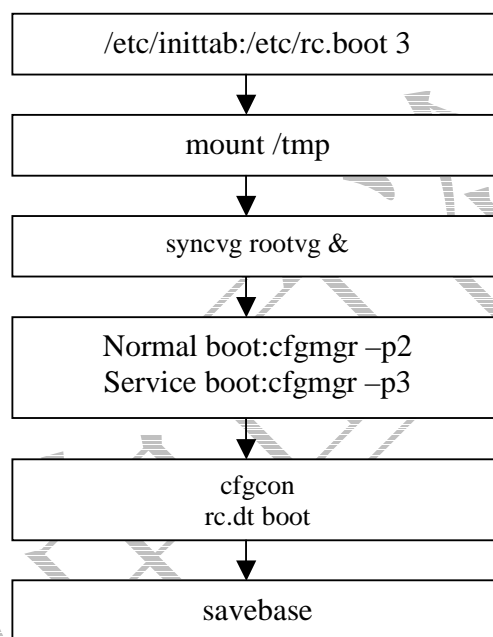 /etc/inittab:/etc/rc.boot 3
mount /tmp
syncvg rootvg &
Normal boot:cfgmgr –p2
Service boot:cfgmgr –p3
cfgcon
rc.dt boot
savebase